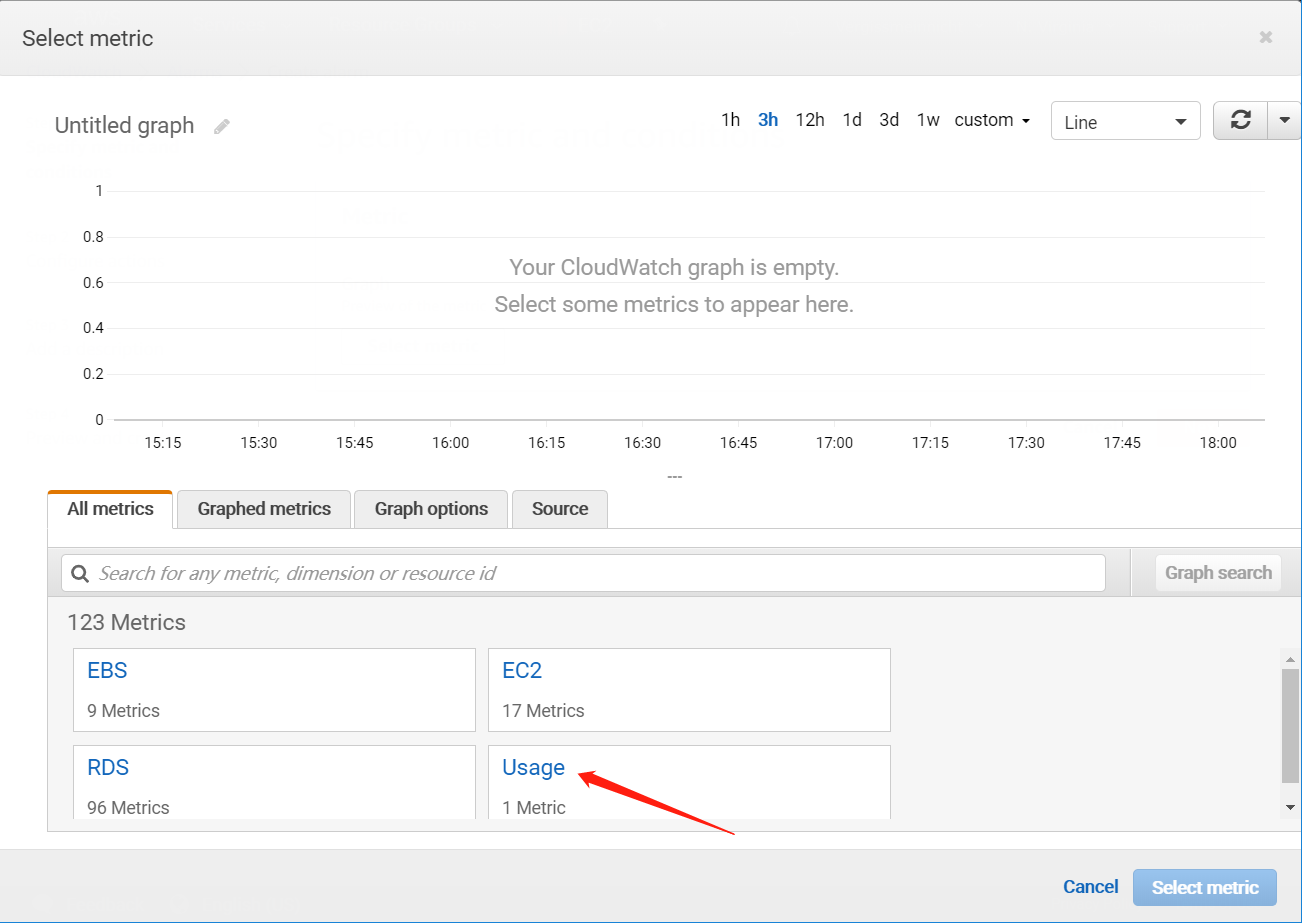 Select metric
Untitled graph
1h 3h 12h 1d 3d 1w custom
Line
1
0.8
0.6
0.4
0.2
0
Your CloudWatch graph is empty.
Select some metrics to appear here.
15:15 15:30 15:45 16:00 16:15 16:30 16:45 17:00 17:15 17:30 17:45 18:00
All metrics Graphed metrics Graph options Source
Search for any metric, dimension or resource id
Graph search
123 Metrics
EBS
9 Metrics
EC2
17 Metrics
RDS
96 Metrics
Usage
1 Metric
Cancel Select metric